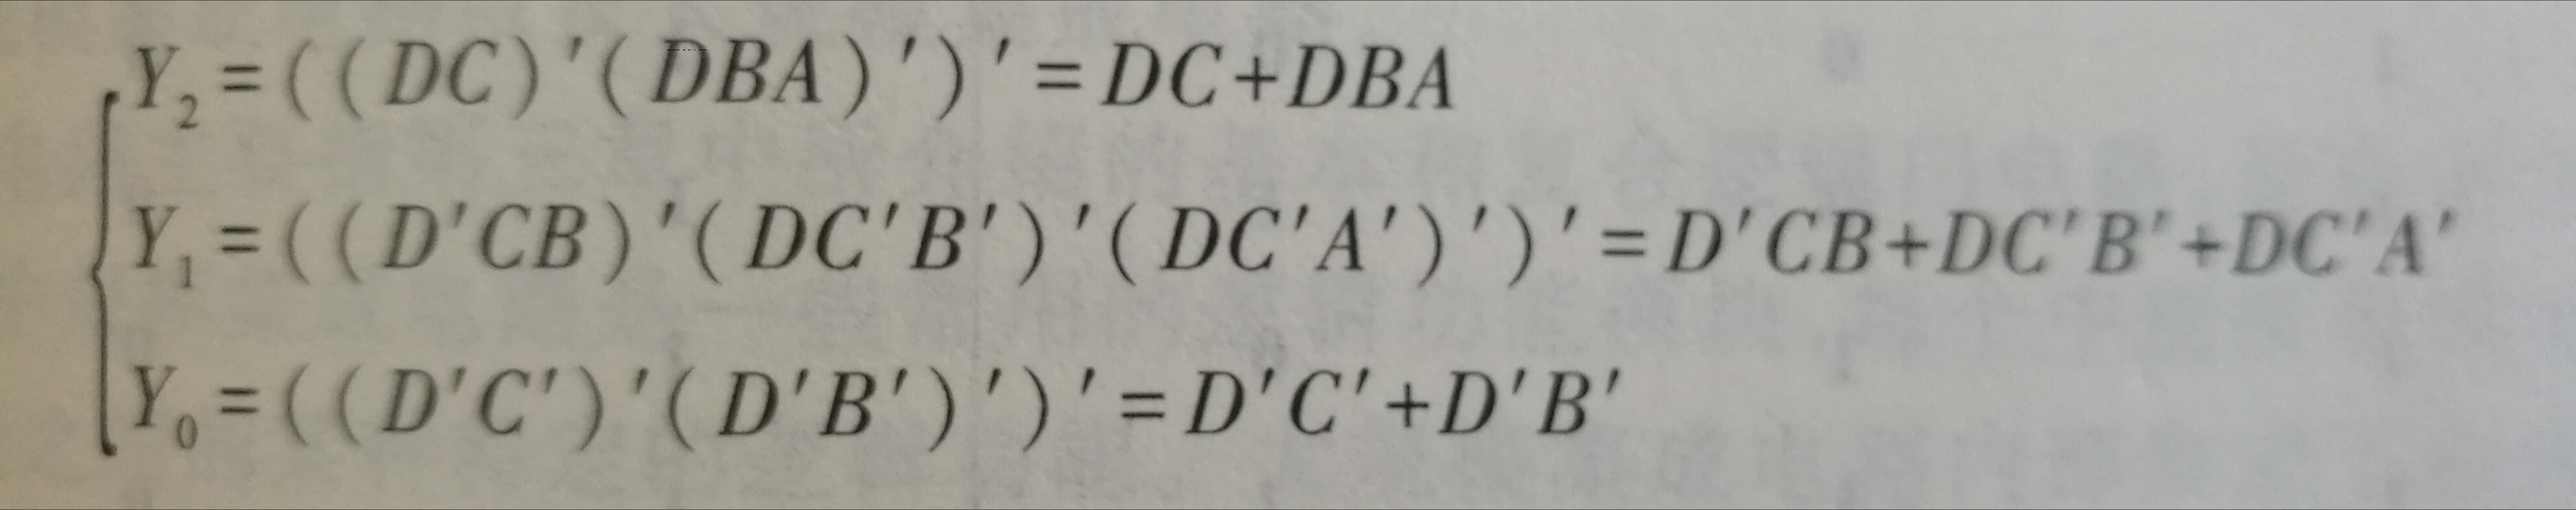 Y₂=((DC)′(DBA)′)′=DC+DBA
Y₁=((D′CB)′(DC′B′)′(DC′A′)′)′=D′CB+DC′B′+DC′A′
Y₀=((D′C′)′(D′B′)′)′=D′C′+D′B′